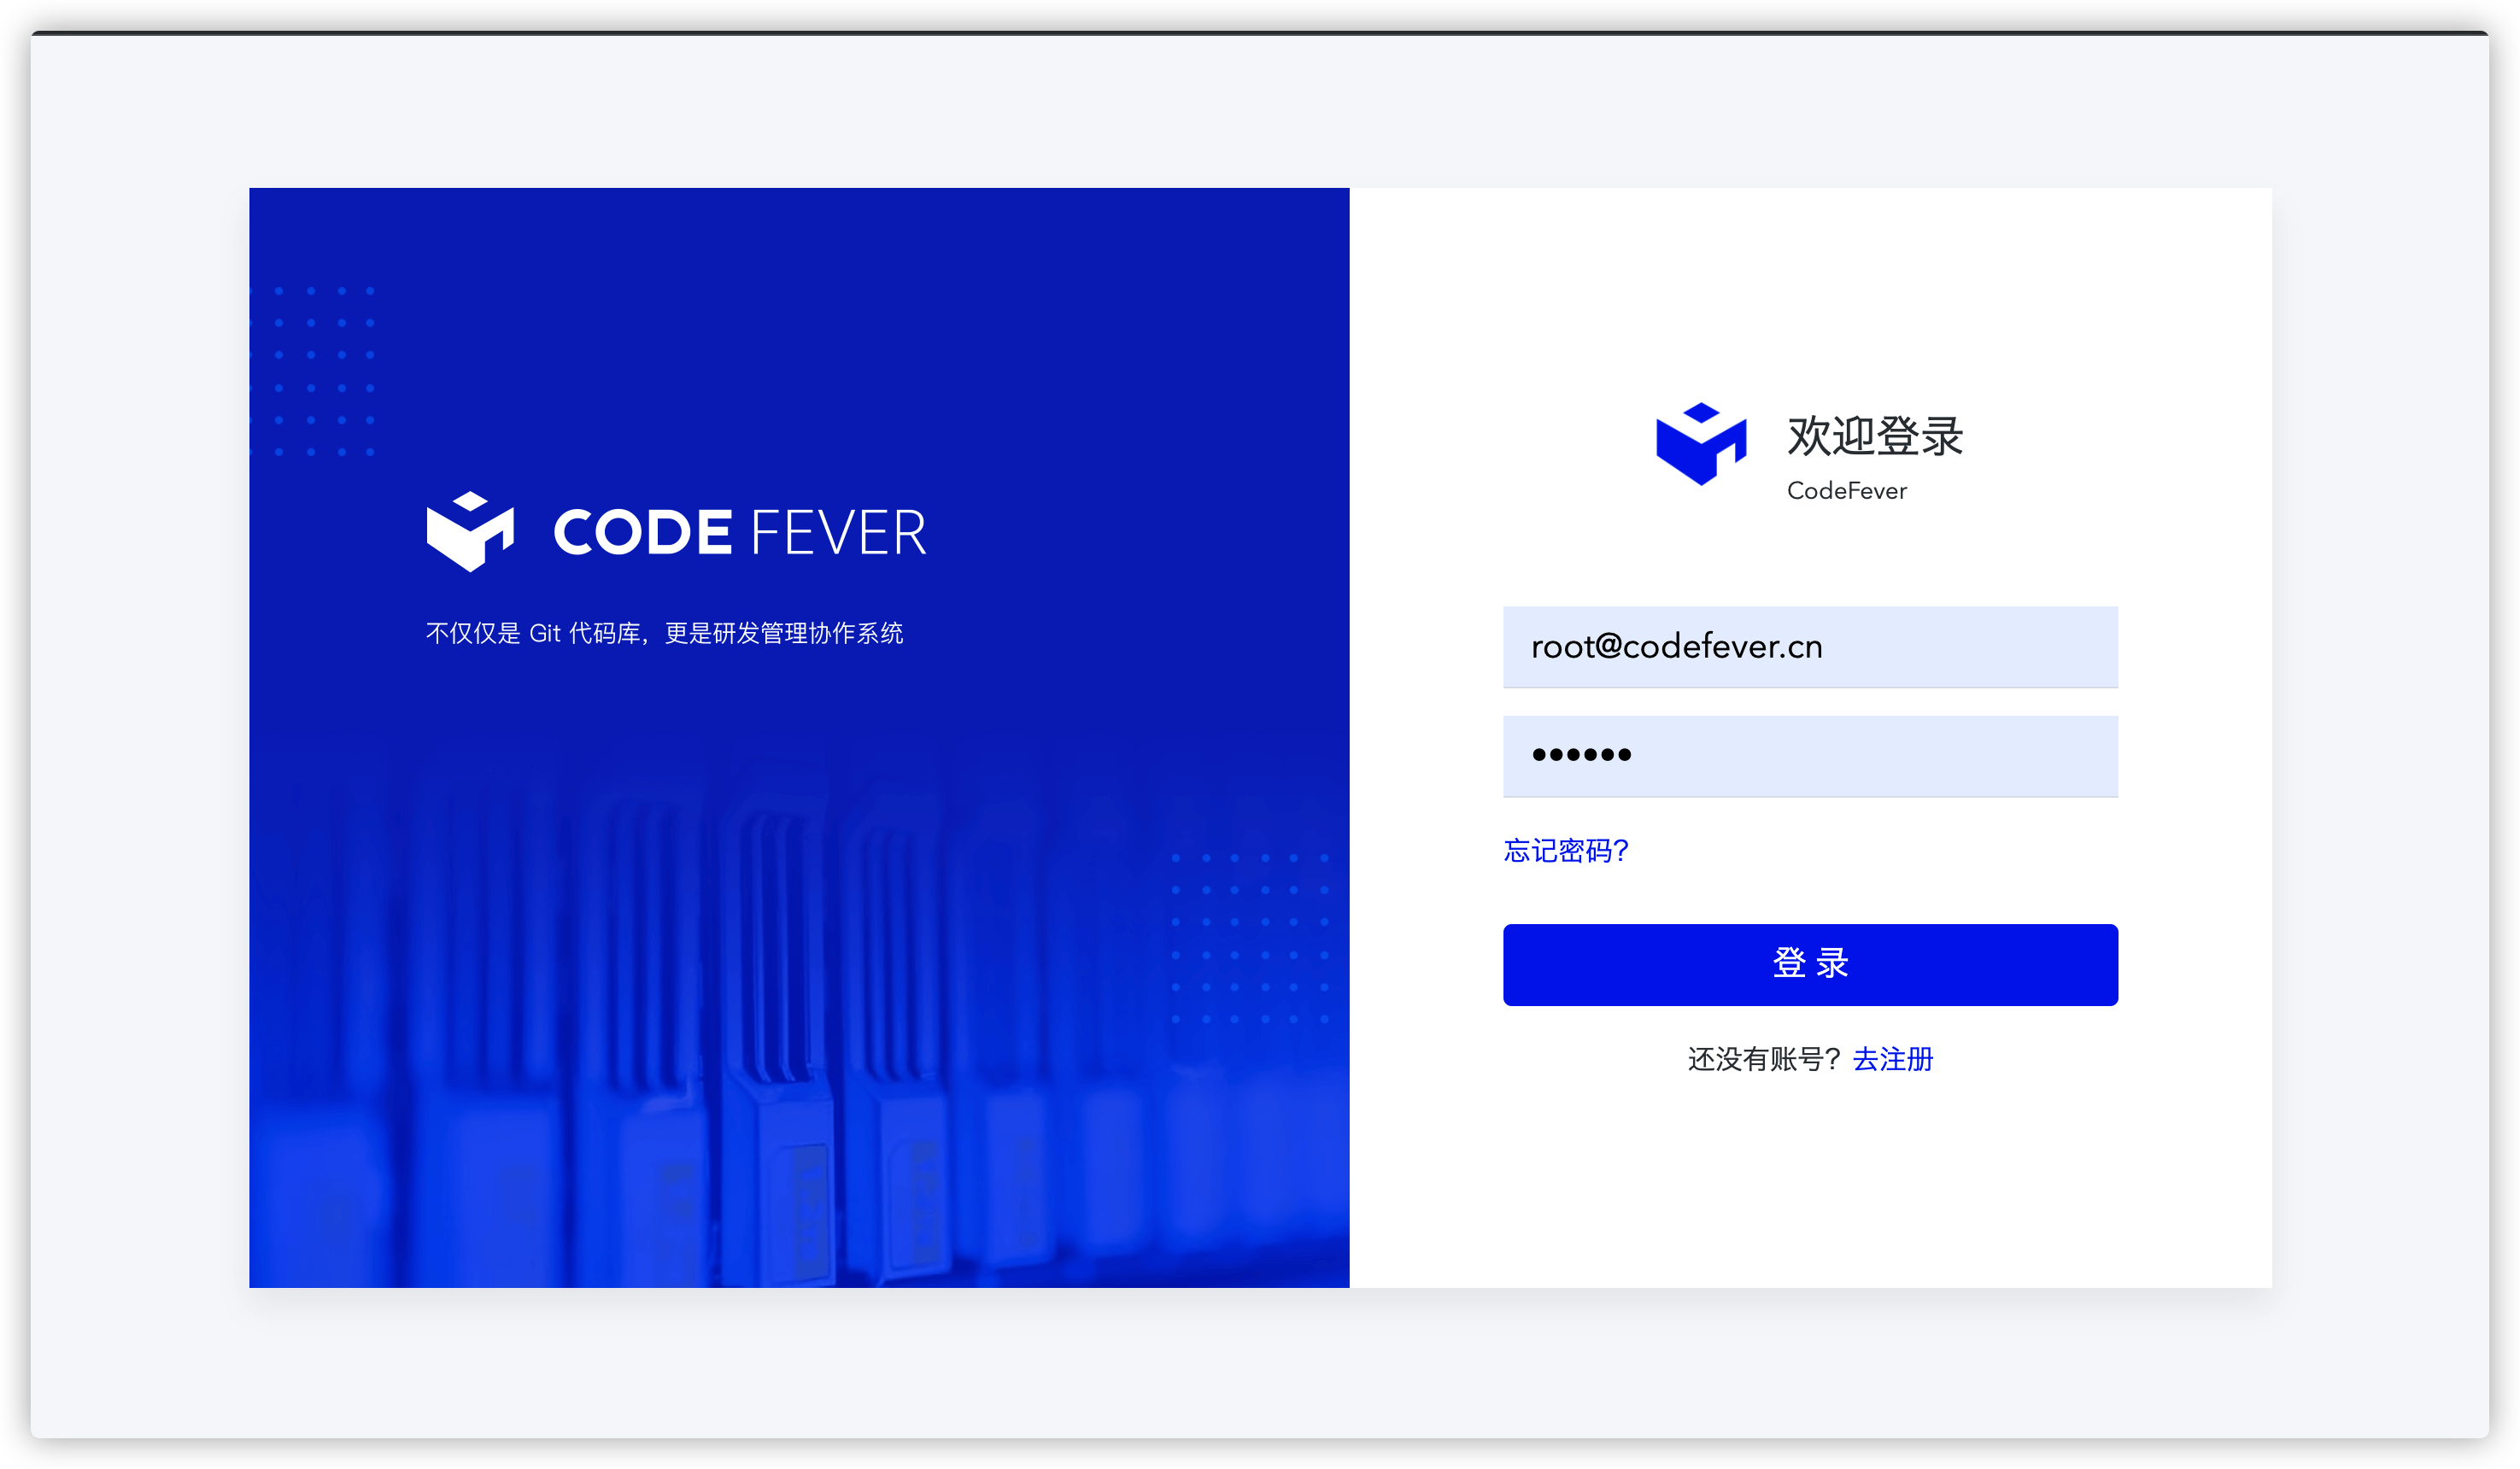 CODE FEVER
不仅仅是 Git 代码库，更是研发管理协作系统
欢迎登录
CodeFever
root@codefever.cn
••••••
忘记密码？
登 录
还没有账号？ 去注册